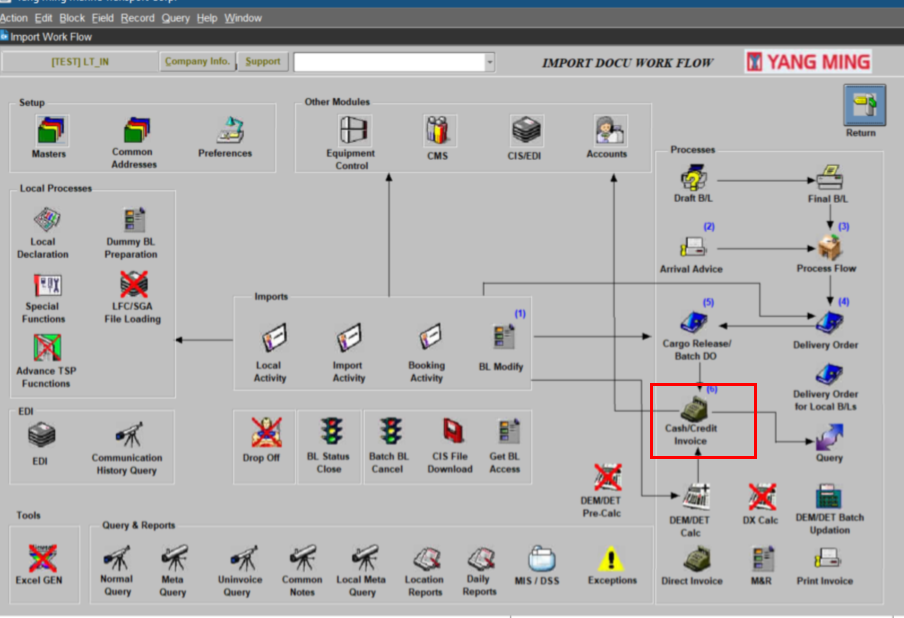 Action Edit Block Field Record Query Help Window
Import Work Flow
[TEST] LT_IN
Company Info.
Support
IMPORT DOCU WORK FLOW
YANG MING
Return
Setup
Masters
Common
Addresses
Preferences
Other Modules
Equipment
Control
CMS
CIS/EDI
Accounts
Processes
Draft B/L
Final B/L
(2)
Arrival Advice
(3)
Process Flow
(5)
Cargo Release/
Batch DO
(4)
Delivery Order
Delivery Order
for Local B/Ls
(6)
Cash/Credit
Invoice
Query
DEM/DET
Pre-Calc
DEM/DET
Calc
DX Calc
DEM/DET Batch
Updation
Direct Invoice
M&R
Print Invoice
Local Processes
Local
Declaration
Dummy BL
Preparation
Special
Functions
LFC/SGA
File Loading
Advance TSP
Fucnctions
Imports
Local
Activity
Import
Activity
Booking
Activity
(1)
BL Modify
EDI
EDI
Communication
History Query
Drop Off
BL Status
Close
Batch BL
Cancel
CIS File
Download
Get BL
Access
Tools
Excel GEN
Query & Reports
Normal
Query
Meta
Query
Uninvoice
Query
Common
Notes
Local Meta
Query
Location
Reports
Daily
Reports
MIS / DSS
Exceptions